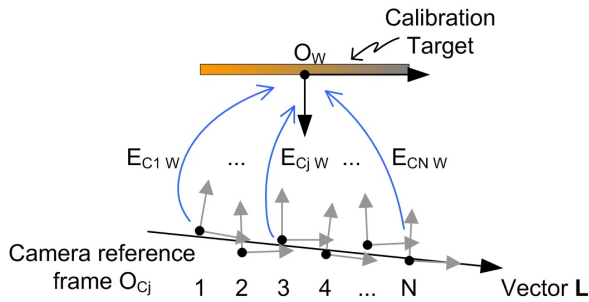 Calibration
Target
O_W
E_C1 W ... E_Cj W ... E_CN W
Camera reference
frame O_Cj
1 2 3 4 ... N
Vector L